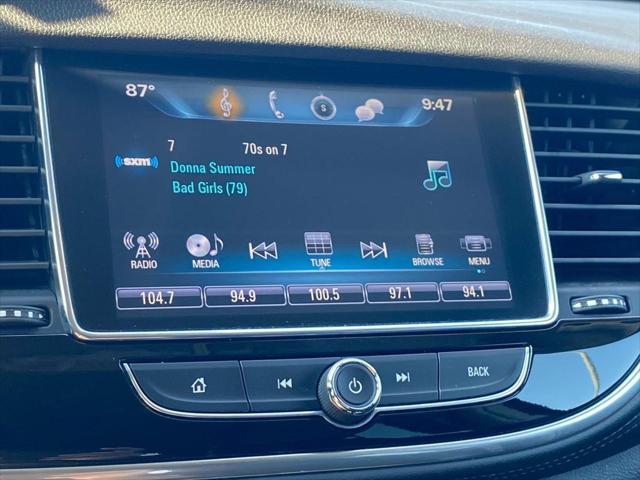 87°
9:47
S
7 70s on 7
sxm
Donna Summer
Bad Girls (79)
RADIO MEDIA TUNE BROWSE MENU
104.7 94.9 100.5 97.1 94.1
BACK